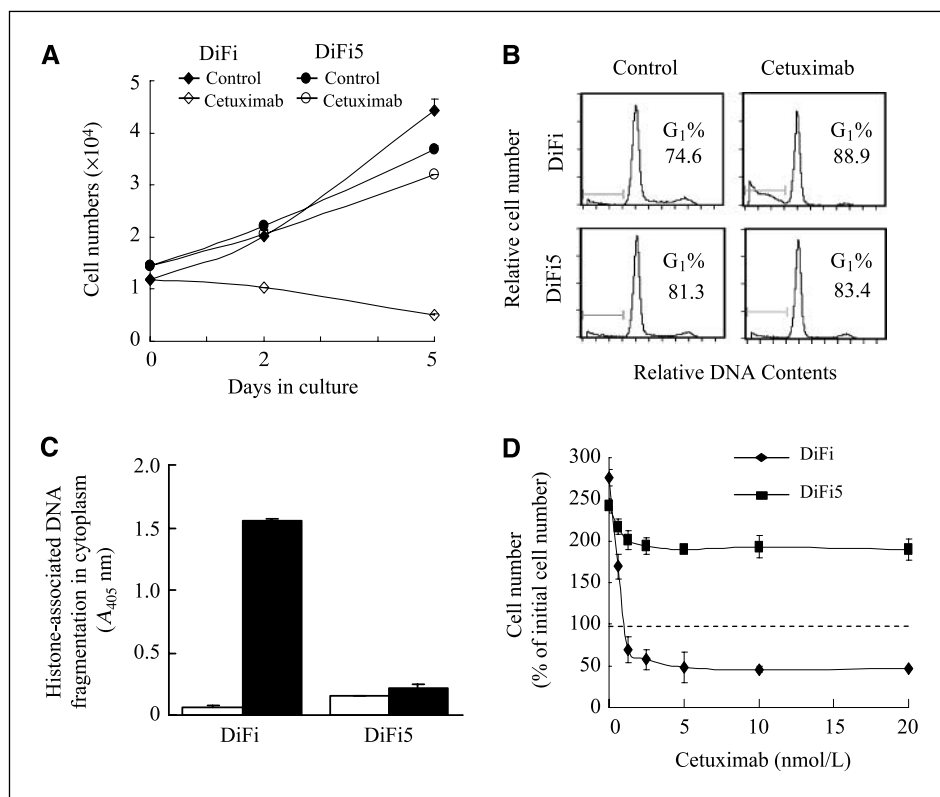 A
DiFi DiFi5
Control Control
Cetuximab Cetuximab
Cell numbers (×10⁴)
5
4
3
2
1
0
0 2 5
Days in culture
B
Control Cetuximab
Relative cell number
DiFi
G₁%
74.6
G₁%
88.9
DiFi5
G₁%
81.3
G₁%
83.4
Relative DNA Contents
C
Histone-associated DNA
fragmentation in cytoplasm
(A₄₀₅ nm)
2.0
1.5
1.0
0.5
0
DiFi DiFi5
D
DiFi
DiFi5
Cell number
(% of initial cell number)
300
250
200
150
100
50
0
0 5 10 15 20
Cetuximab (nmol/L)